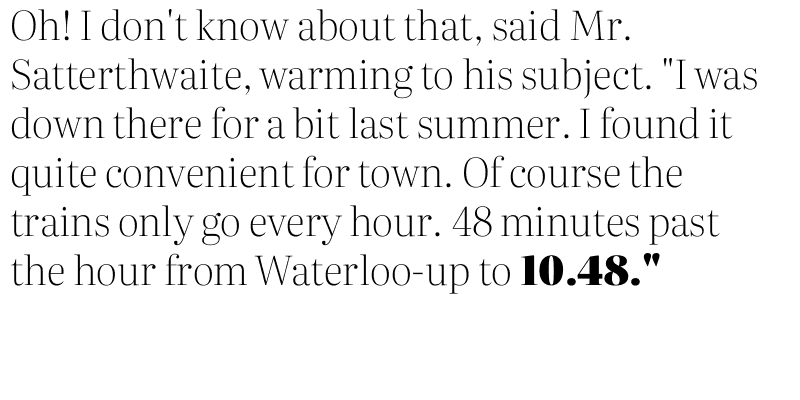 Oh! I don't know about that, said Mr.
Satterthwaite, warming to his subject. "I was
down there for a bit last summer. I found it
quite convenient for town. Of course the
trains only go every hour. 48 minutes past
the hour from Waterloo-up to 10.48."